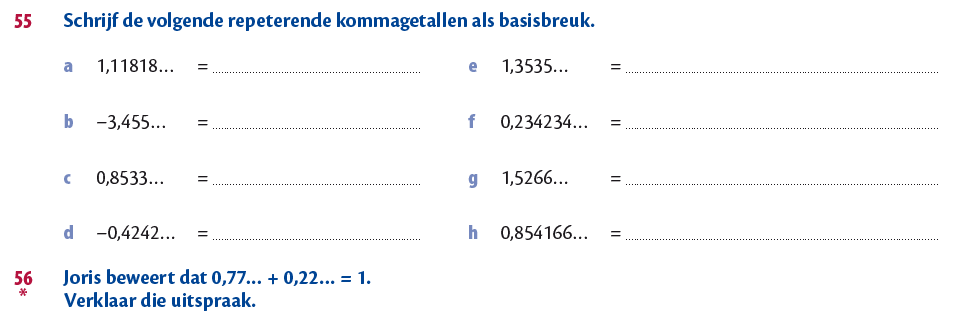 55 Schrijf de volgende repeterende kommagetallen als basisbreuk.
a 1,11818... = ........................ e 1,3535... = ........................
b –3,455... = ........................ f 0,234234... = ........................
c 0,8533... = ........................ g 1,5266... = ........................
d –0,4242... = ........................ h 0,854166... = ........................
56 Joris beweert dat 0,77... + 0,22... = 1.
* Verklaar die uitspraak.